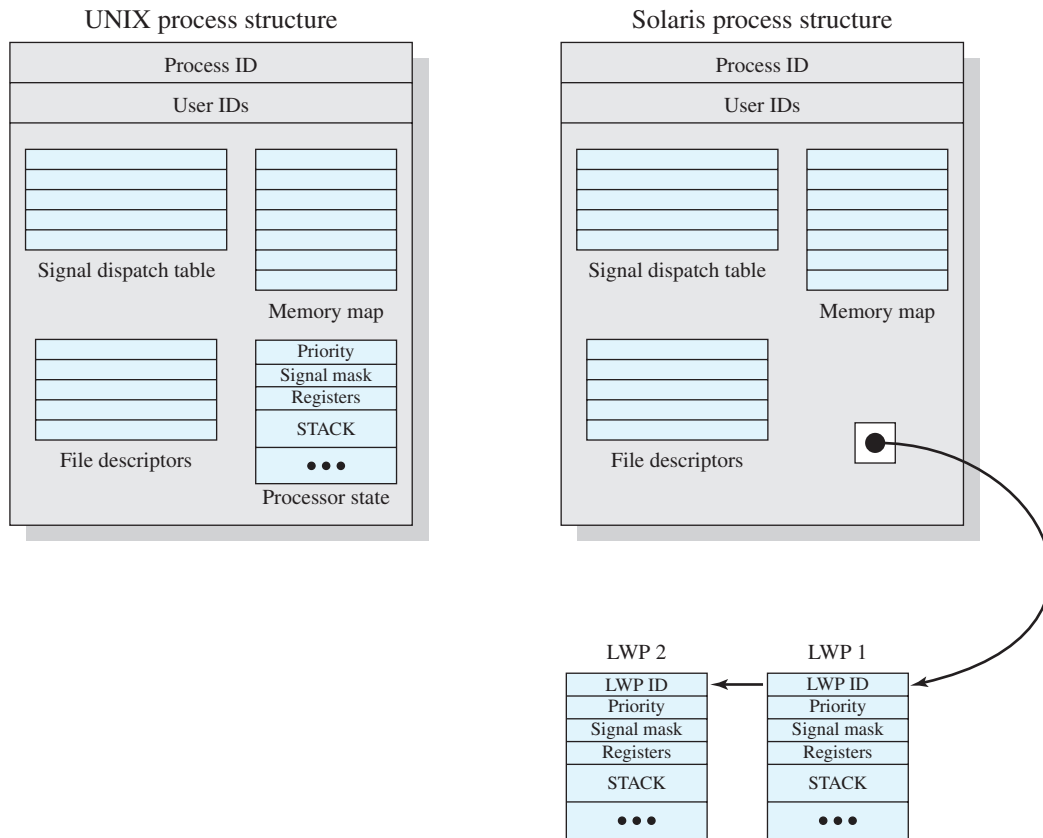 UNIX process structure
Process ID
User IDs
Signal dispatch table
Memory map
Priority
Signal mask
Registers
STACK
•••
File descriptors
Processor state
Solaris process structure
Process ID
User IDs
Signal dispatch table
Memory map
File descriptors
LWP 2
LWP ID
Priority
Signal mask
Registers
STACK
•••
LWP 1
LWP ID
Priority
Signal mask
Registers
STACK
•••